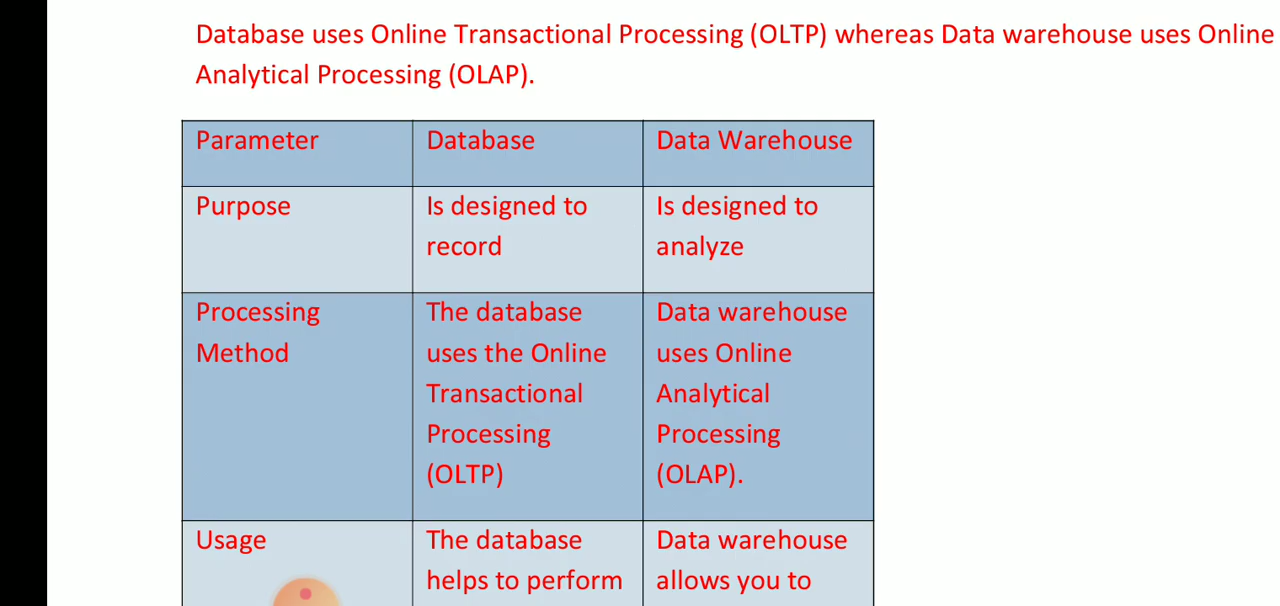 Database uses Online Transactional Processing (OLTP) whereas Data warehouse uses Online
Analytical Processing (OLAP).
Parameter
Database
Data Warehouse
Purpose
Is designed to
record
Is designed to
analyze
Processing
Method
The database
uses the Online
Transactional
Processing
(OLTP)
Data warehouse
uses Online
Analytical
Processing
(OLAP).
Usage
The database
helps to perform
Data warehouse
allows you to